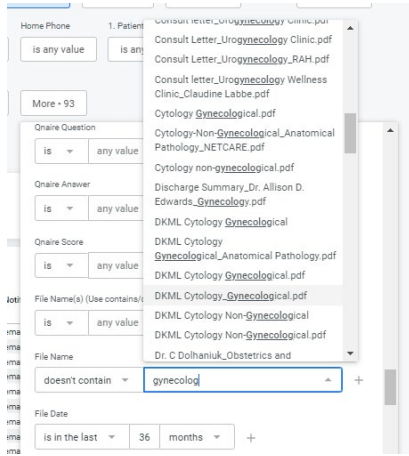 Home Phone
1. Patient
is any value
is any
More • 93
Qnaire Question
is
any value
Qnaire Answer
is
any value
Qnaire Score
is
any value
File Name(s) (Use contains/
is
any value
File Name
doesn't contain
gynecolog
File Date
is in the last
36
months
Consult letter_Urogynecology Clinic.pdf
Consult Letter_Urogynecology Clinic.pdf
Consult Letter_Urogynecology_RAH.pdf
Consult letter_Urogynecology Wellness
Clinic_Claudine Labbe.pdf
Cytology Gynecological.pdf
Cytology-Non-Gynecological_Anatomical
Pathology_NETCARE.pdf
Cytology non-gynecological.pdf
Discharge Summary_Dr. Allison D.
Edwards_Gynecology.pdf
DKML Cytology Gynecological
DKML Cytology
Gynecological_Anatomical Pathology.pdf
DKML Cytology Gynecological.pdf
DKML Cytology_Gynecological.pdf
DKML Cytology Non-Gynecological
DKML Cytology Non-Gynecological.pdf
Dr. C Dolhaniuk_Obstetrics and